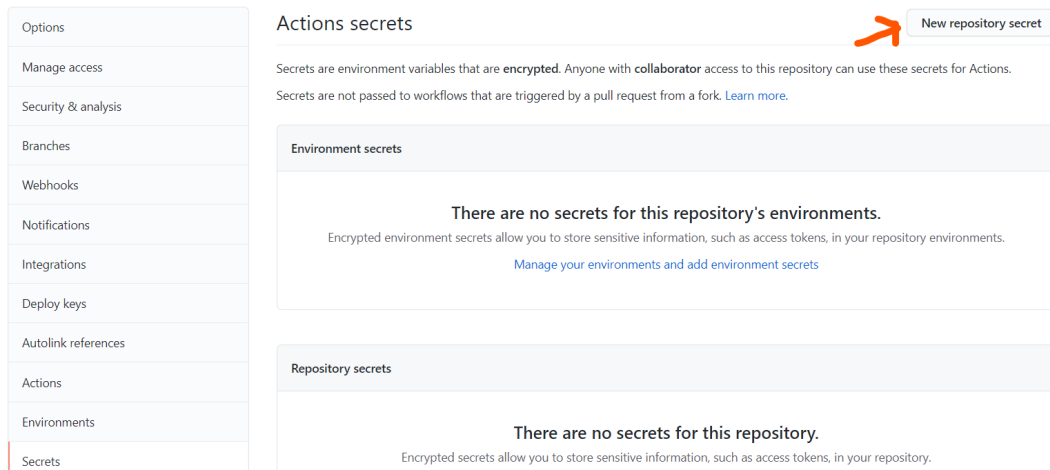 Options
Manage access
Security & analysis
Branches
Webhooks
Notifications
Integrations
Deploy keys
Autolink references
Actions
Environments
Secrets
Actions secrets
New repository secret
Secrets are environment variables that are encrypted. Anyone with collaborator access to this repository can use these secrets for Actions.
Secrets are not passed to workflows that are triggered by a pull request from a fork. Learn more.
Environment secrets
There are no secrets for this repository's environments.
Encrypted environment secrets allow you to store sensitive information, such as access tokens, in your repository environments.
Manage your environments and add environment secrets
Repository secrets
There are no secrets for this repository.
Encrypted secrets allow you to store sensitive information, such as access tokens, in your repository.